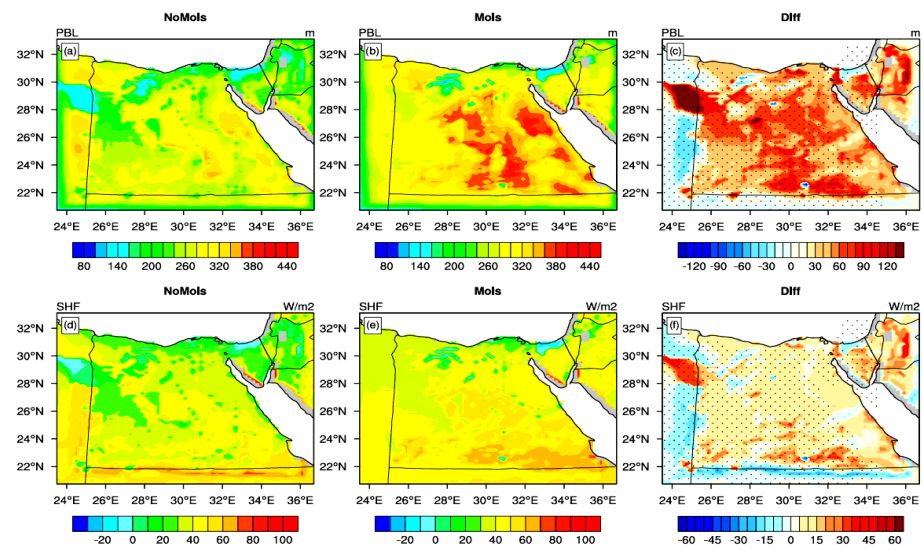 NoMois Mois Diff
PBL m PBL m PBL m
(a) (b) (c)
32°N 32°N 32°N
30°N 30°N 30°N
28°N 28°N 28°N
26°N 26°N 26°N
24°N 24°N 24°N
22°N 22°N 22°N
24°E 26°E 28°E 30°E 32°E 34°E 36°E 24°E 26°E 28°E 30°E 32°E 34°E 36°E 24°E 26°E 28°E 30°E 32°E 34°E 36°E
80 140 200 260 320 380 440 80 140 200 260 320 380 440 -120 -90 -60 -30 0 30 60 90 120
NoMois Mois Diff
SHF W/m2 SHF W/m2 SHF W/m2
(d) (e) (f)
32°N 32°N 32°N
30°N 30°N 30°N
28°N 28°N 28°N
26°N 26°N 26°N
24°N 24°N 24°N
22°N 22°N 22°N
24°E 26°E 28°E 30°E 32°E 34°E 36°E 24°E 26°E 28°E 30°E 32°E 34°E 36°E 24°E 26°E 28°E 30°E 32°E 34°E 36°E
-20 0 20 40 60 80 100 -20 0 20 40 60 80 100 -60 -45 -30 -15 0 15 30 45 60